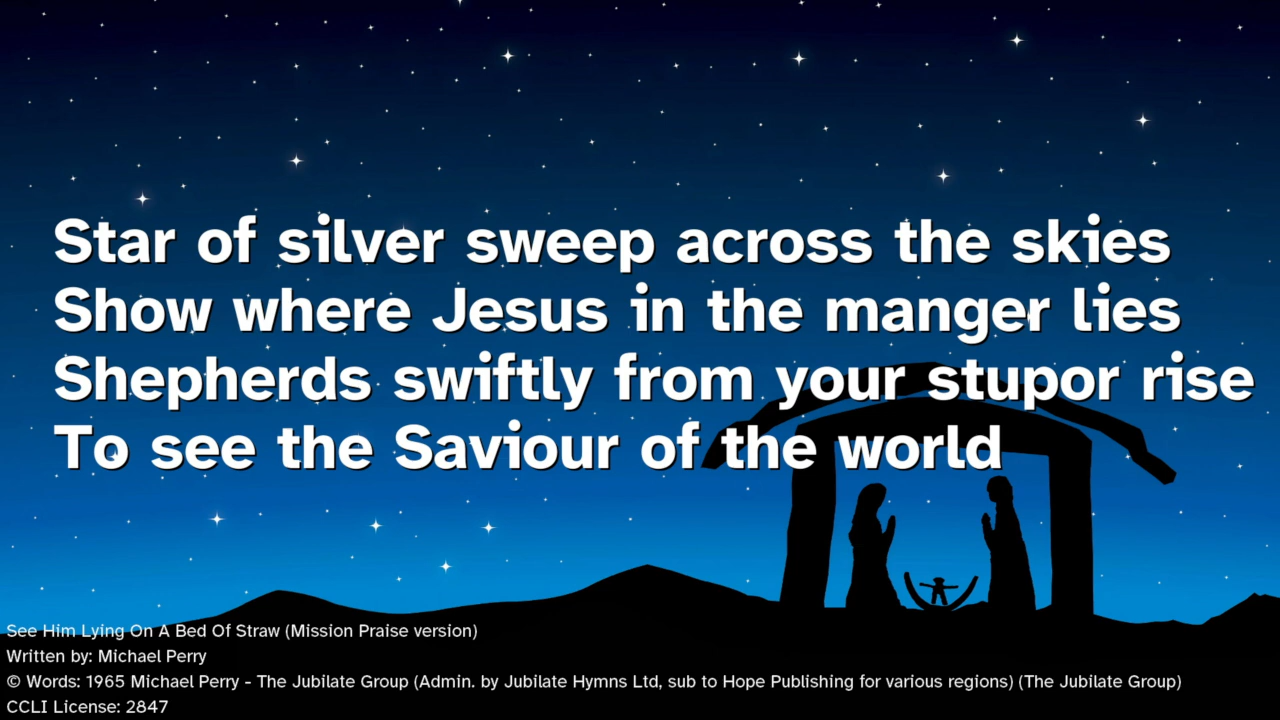 Star of silver sweep across the skies
Show where Jesus in the manger lies
Shepherds swiftly from your stupor rise
To see the Saviour of the world
See Him Lying On A Bed Of Straw (Mission Praise version)
Written by: Michael Perry
© Words: 1965 Michael Perry - The Jubilate Group (Admin. by Jubilate Hymns Ltd, sub to Hope Publishing for various regions) (The Jubilate Group)
CCLI License: 2847